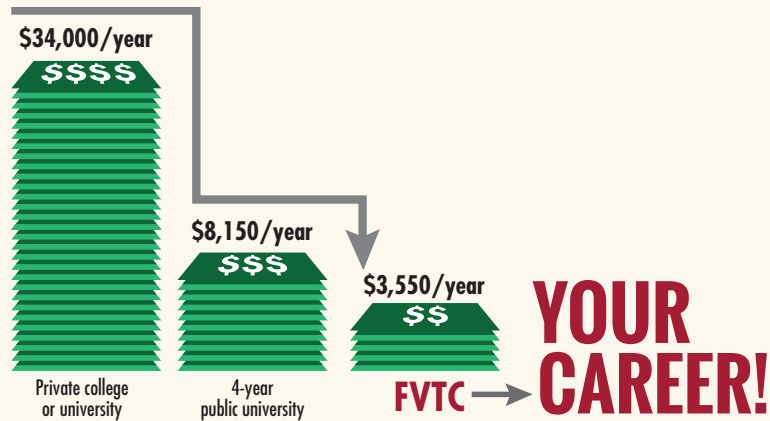 $34,000/year
$$$$
Private college
or university
$8,150/year
$$$
4-year
public university
$3,550/year
$$
FVTC
YOUR
CAREER!